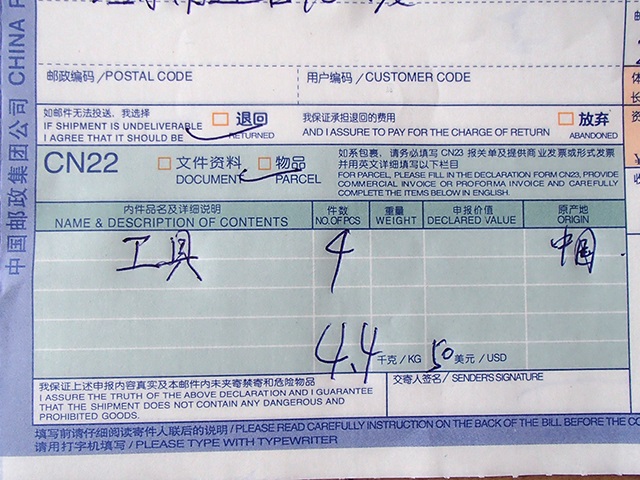 中国邮政集团公司 CHINA
邮政编码/POSTAL CODE
用户编码/CUSTOMER CODE
如邮件无法投递，我选择
IF SHIPMENT IS UNDELIVERABLE
I AGREE THAT IT SHOULD BE
退回
RETURNED
我保证承担退回的费用
AND I ASSURE TO PAY FOR THE CHARGE OF RETURN
放弃
ABANDONED
CN22
文件资料
DOCUMENT
物品
PARCEL
如系包裹，请务必填写 CN23 报关单及提供商业发票或形式发票
并用英文详细填写以下栏目
FOR PARCEL, PLEASE FILL IN THE DECLARATION FORM CN23, PROVIDE
COMMERCIAL INVOICE OR PROFORMA INVOICE AND CAREFULLY
COMPLETE THE ITEMS BELOW IN ENGLISH.
内件品名及详细说明
NAME & DESCRIPTION OF CONTENTS
件数
NO.OF PCS
重量
WEIGHT
申报价值
DECLARED VALUE
原产地
ORIGIN
工具 4 中国
4.4 千克/KG 50 美元/USD
我保证上述申报内容真实及本邮件内未夹寄禁寄和危险物品
I ASSURE THE TRUTH OF THE ABOVE DECLARATION AND I GUARANTEE
THAT THE SHIPMENT DOES NOT CONTAIN ANY DANGEROUS AND
PROHIBITED GOODS.
交寄人签名/SENDER'S SIGNATURE
填写前请仔细阅读寄件人联后的说明/PLEASE READ CAREFULLY INSTRUCTION ON THE BACK OF THE BILL BEFORE THE
请用打字机填写/PLEASE TYPE WITH TYPEWRITER